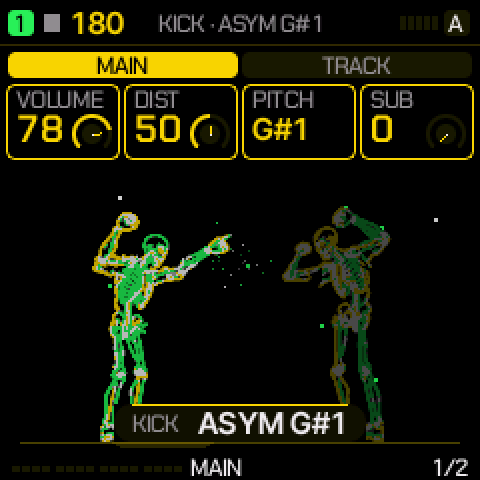 1 180 KICK · ASYM G#1 A
MAIN TRACK
VOLUME DIST PITCH SUB
78 50 G#1 0
KICK ASYM G#1
MAIN 1/2